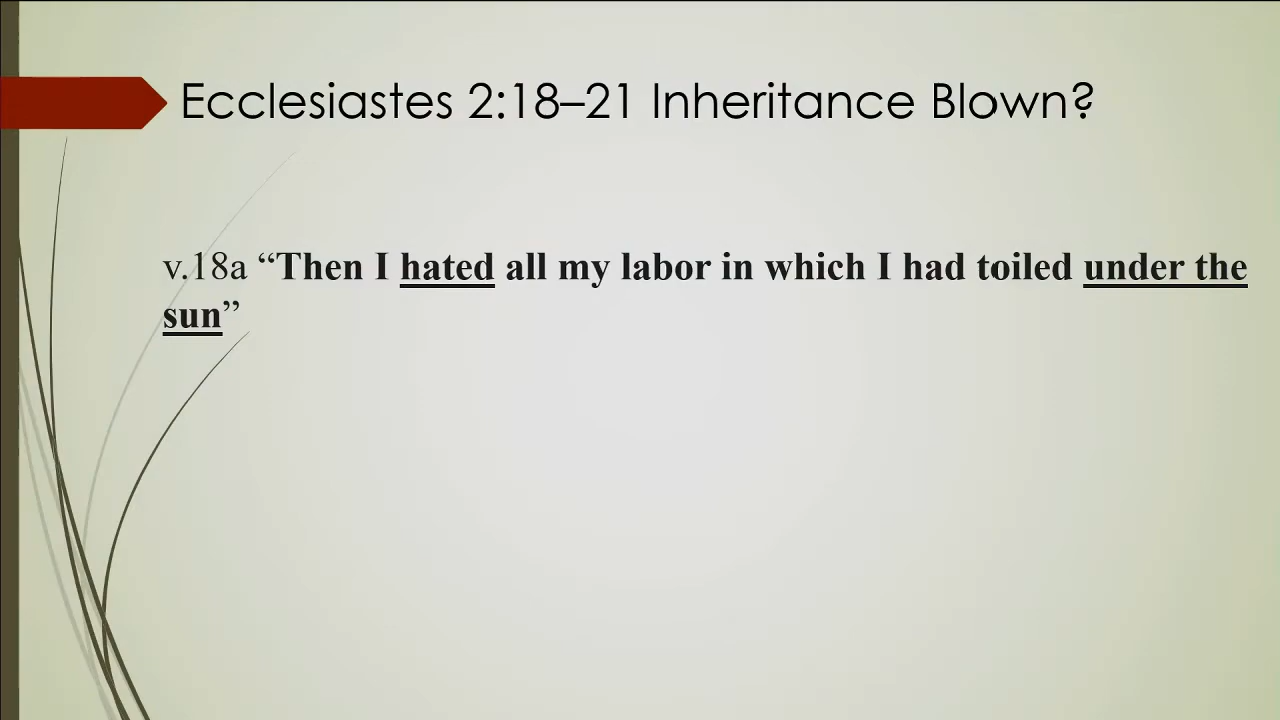 Ecclesiastes 2:18–21 Inheritance Blown?
v.18a “Then I hated all my labor in which I had toiled under the
sun”